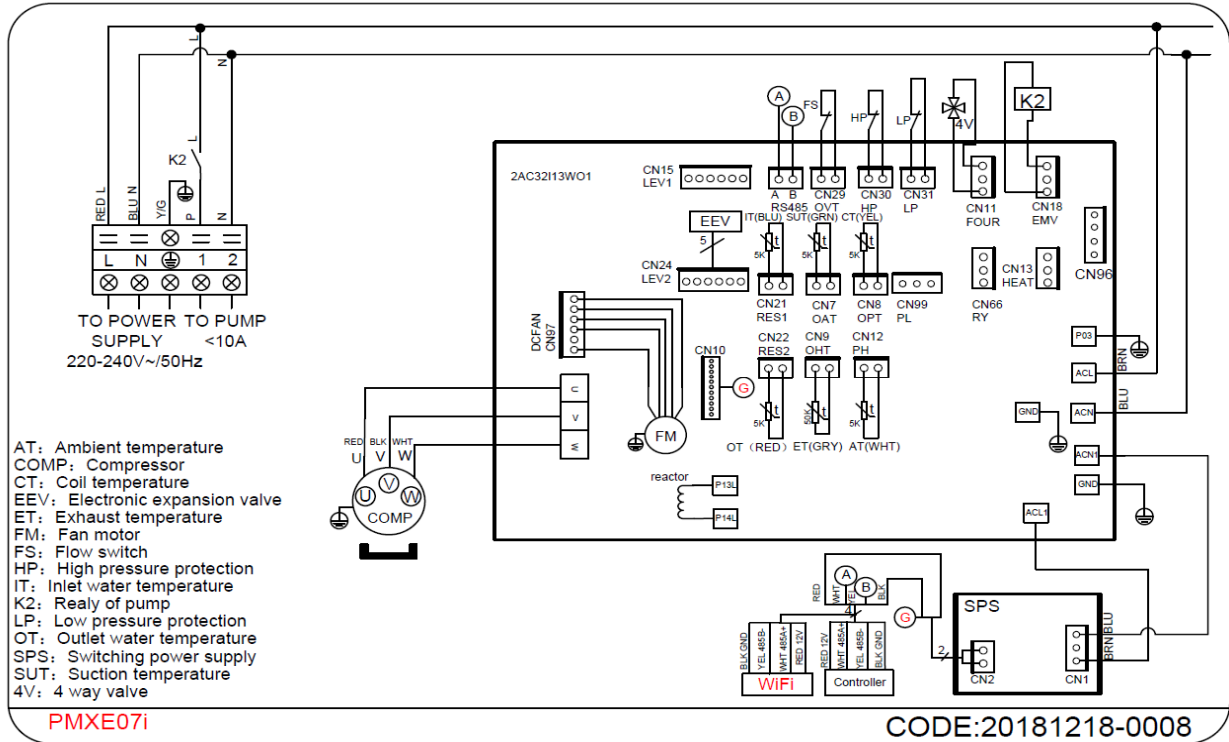 L
N
L
K2
RED L
BLU N
Y/G
P
N
L N 1 2
TO POWER SUPPLY
220-240V~/50Hz
TO PUMP
<10A
2AC32I13WO1
CN15
LEV1
EEV
5
CN24
LEV2
A
B
FS
HP
LP
4V
K2
A B
RS485
CN29
OVT
CN30
HP
CN31
LP
CN11
FOUR
CN18
EMV
IT(BLU) SUT(GRN) CT(YEL)
t t t
5K 5K 5K
CN21
RES1
CN7
OAT
CN8
OPT
CN99
PL
CN66
RY
CN13
HEAT
CN96
DCFAN
CN97
CN10
G
CN22
RES2
CN9
OHT
CN12
PH
t t t
5K 50K 5K
OT（RED） ET(GRY) AT(WHT)
P03
BRN
ACL
BLU
GND
ACN
ACN1
GND
ACL1
U
V
W
FM
reactor
P13L
P14L
RED BLK WHT
U V W
U V W
COMP
AT：Ambient temperature
COMP：Compressor
CT：Coil temperature
EEV：Electronic expansion valve
ET：Exhaust temperature
FM：Fan motor
FS：Flow switch
HP：High pressure protection
IT：Inlet water temperature
K2：Realy of pump
LP：Low pressure protection
OT：Outlet water temperature
SPS：Switching power supply
SUT：Suction temperature
4V：4 way valve
RED
WHT
A
YEL
B
BLK
4
G
2
BLK GND
YEL 485B-
WHT 485A+
RED 12V
WiFi
RED 12V
WHT 485A+
YEL 485B-
BLK GND
Controller
SPS
CN2
CN1
BRN
BLU
PMXE07i
CODE:20181218-0008